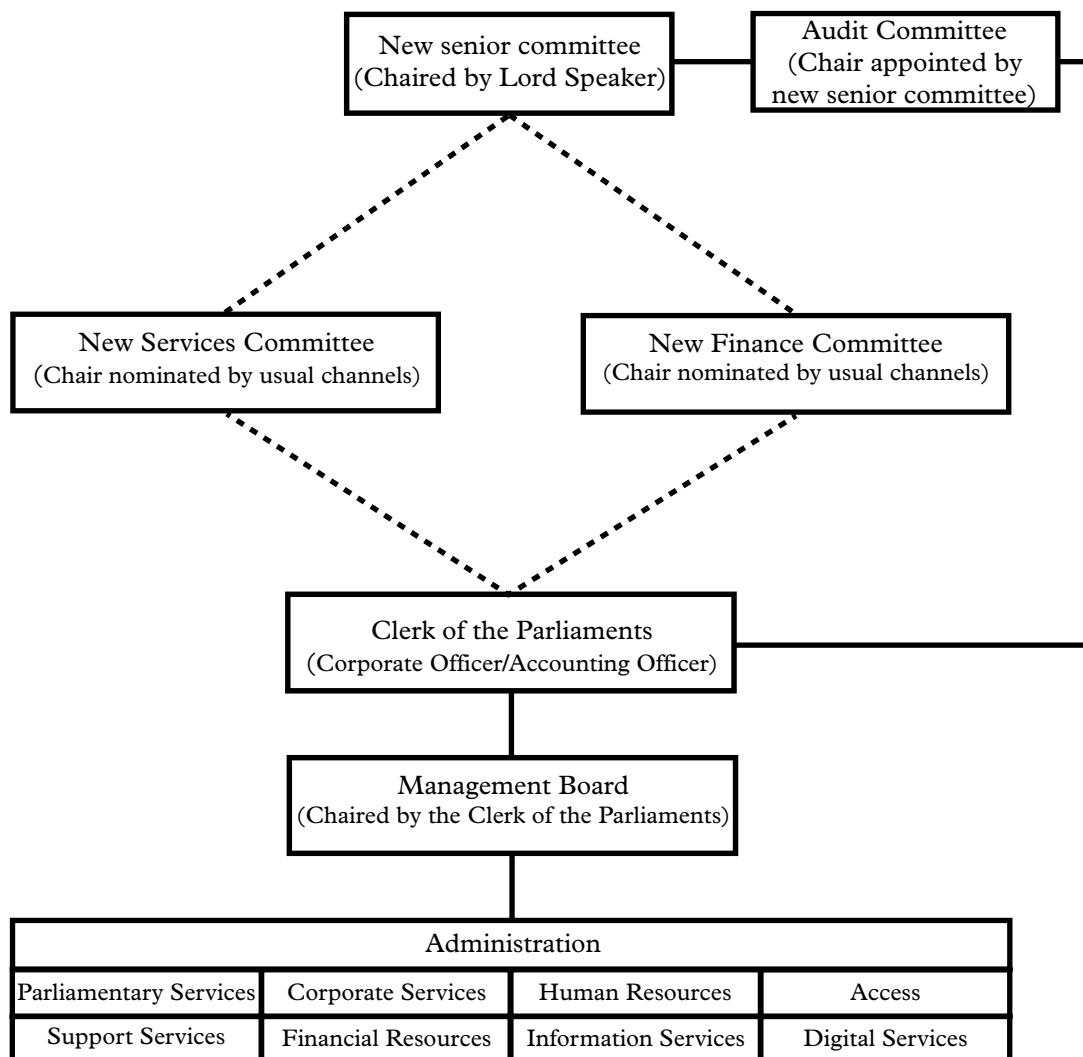 New senior committee
(Chaired by Lord Speaker)
Audit Committee
(Chair appointed by
new senior committee)
New Services Committee
(Chair nominated by usual channels)
New Finance Committee
(Chair nominated by usual channels)
Clerk of the Parliaments
(Corporate Officer/Accounting Officer)
Management Board
(Chaired by the Clerk of the Parliaments)
Administration
Parliamentary Services
Corporate Services
Human Resources
Access
Support Services
Financial Resources
Information Services
Digital Services